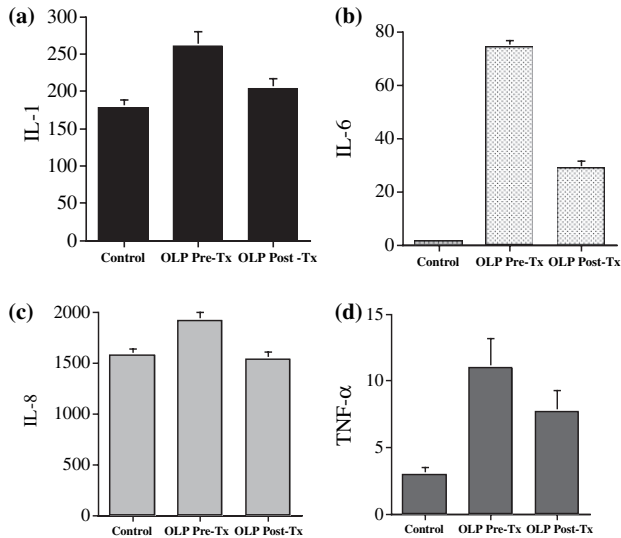 (a)
IL-1
300
250
200
150
100
50
0
Control OLP Pre-Tx OLP Post -Tx
(b)
IL-6
80
60
40
20
0
Control OLP Pre-Tx OLP Post-Tx
(c)
IL-8
2000
1500
1000
500
0
Control OLP Pre-Tx OLP Post-Tx
(d)
TNF-α
15
10
5
0
Control OLP Pre-Tx OLP Post-Tx